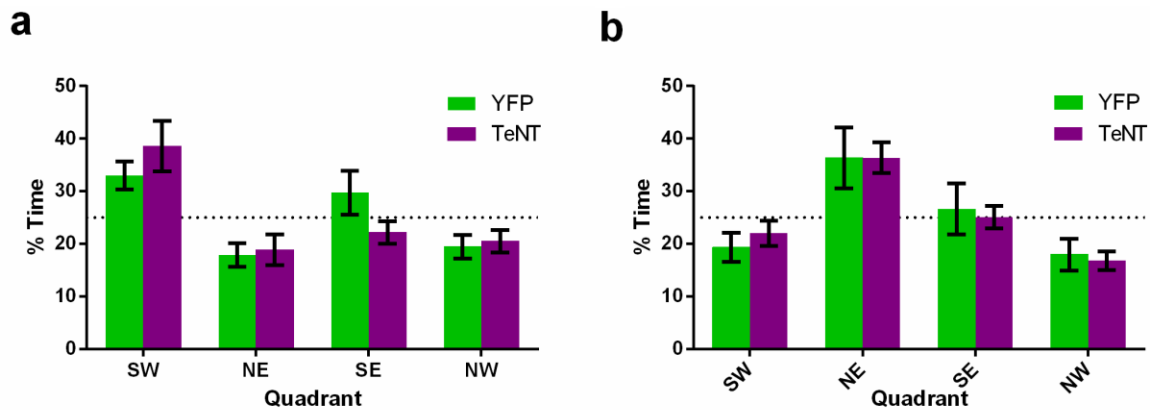 a
50
40
30
20
10
0
% Time
YFP
TeNT
SW NE SE NW
Quadrant
b
50
40
30
20
10
0
% Time
YFP
TeNT
SW NE SE NW
Quadrant